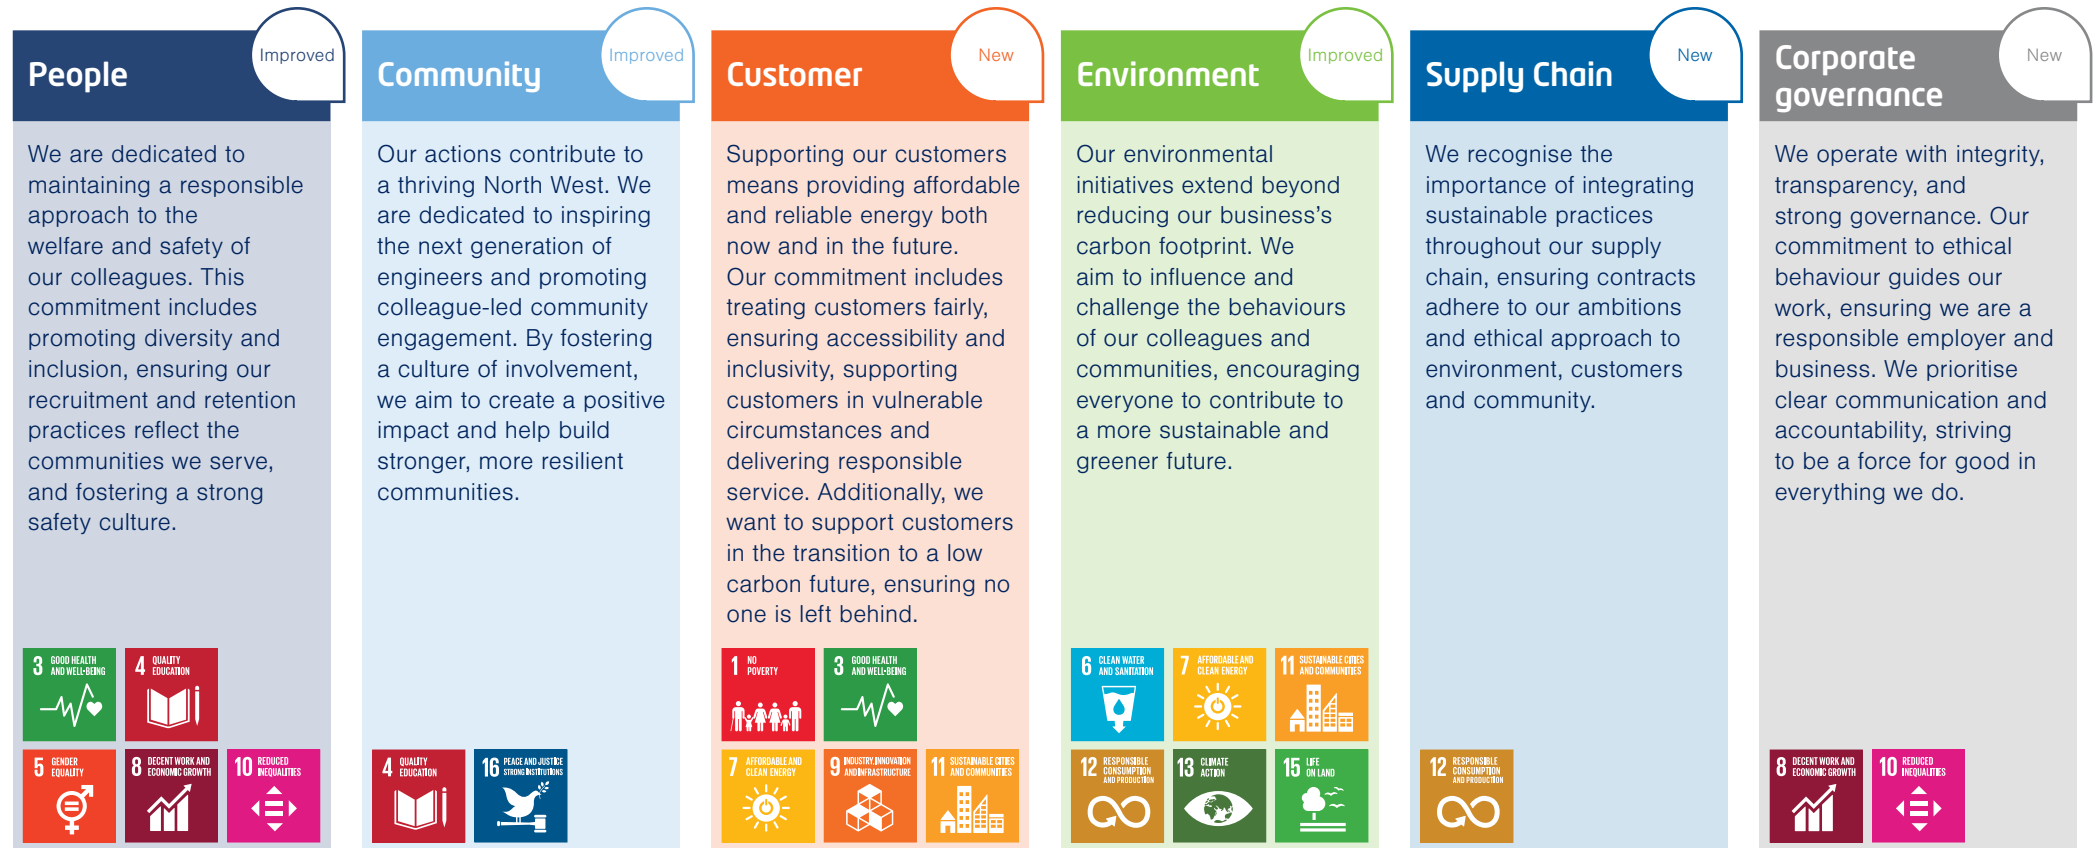 People
Improved
We are dedicated to
maintaining a responsible
approach to the
welfare and safety of
our colleagues. This
commitment includes
promoting diversity and
inclusion, ensuring our
recruitment and retention
practices reflect the
communities we serve,
and fostering a strong
safety culture.
3 GOOD HEALTH
AND WELL-BEING
4 QUALITY
EDUCATION
5 GENDER
EQUALITY
8 DECENT WORK AND
ECONOMIC GROWTH
10 REDUCED
INEQUALITIES
Community
Improved
Our actions contribute to
a thriving North West. We
are dedicated to inspiring
the next generation of
engineers and promoting
colleague-led community
engagement. By fostering
a culture of involvement,
we aim to create a positive
impact and help build
stronger, more resilient
communities.
4 QUALITY
EDUCATION
16 PEACE AND JUSTICE
STRONG INSTITUTIONS
Customer
New
Supporting our customers
means providing affordable
and reliable energy both
now and in the future.
Our commitment includes
treating customers fairly,
ensuring accessibility and
inclusivity, supporting
customers in vulnerable
circumstances and
delivering responsible
service. Additionally, we
want to support customers
in the transition to a low
carbon future, ensuring no
one is left behind.
1 NO
POVERTY
3 GOOD HEALTH
AND WELL-BEING
7 AFFORDABLE AND
CLEAN ENERGY
9 INDUSTRY, INNOVATION
AND INFRASTRUCTURE
11 SUSTAINABLE CITIES
AND COMMUNITIES
Environment
Improved
Our environmental
initiatives extend beyond
reducing our business's
carbon footprint. We
aim to influence and
challenge the behaviours
of our colleagues and
communities, encouraging
everyone to contribute to
a more sustainable and
greener future.
6 CLEAN WATER
AND SANITATION
7 AFFORDABLE AND
CLEAN ENERGY
11 SUSTAINABLE CITIES
AND COMMUNITIES
12 RESPONSIBLE
CONSUMPTION
AND PRODUCTION
13 CLIMATE
ACTION
15 LIFE
ON LAND
Supply Chain
New
We recognise the
importance of integrating
sustainable practices
throughout our supply
chain, ensuring contracts
adhere to our ambitions
and ethical approach to
environment, customers
and community.
12 RESPONSIBLE
CONSUMPTION
AND PRODUCTION
Corporate
governance
New
We operate with integrity,
transparency, and
strong governance. Our
commitment to ethical
behaviour guides our
work, ensuring we are a
responsible employer and
business. We prioritise
clear communication and
accountability, striving
to be a force for good in
everything we do.
8 DECENT WORK AND
ECONOMIC GROWTH
10 REDUCED
INEQUALITIES